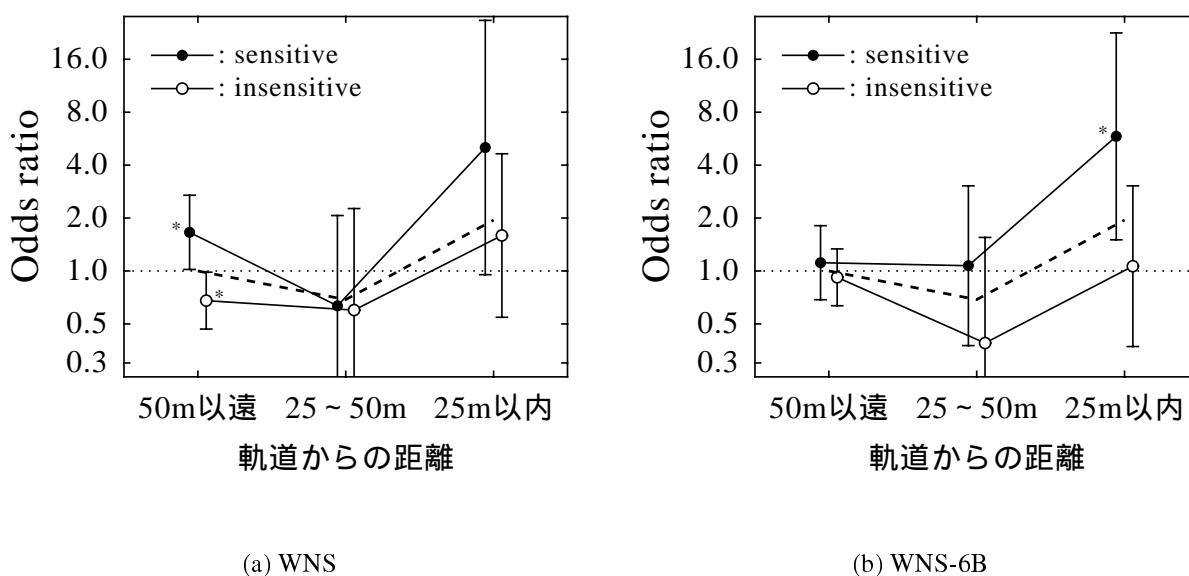 16.0
8.0
4.0
2.0
1.0
0.5
0.3
Odds ratio
: sensitive
: insensitive
*
*
50m以遠
25 ~ 50m
25m以内
軌道からの距離
(a) WNS
16.0
8.0
4.0
2.0
1.0
0.5
0.3
Odds ratio
: sensitive
: insensitive
*
50m以遠
25 ~ 50m
25m以内
軌道からの距離
(b) WNS-6B